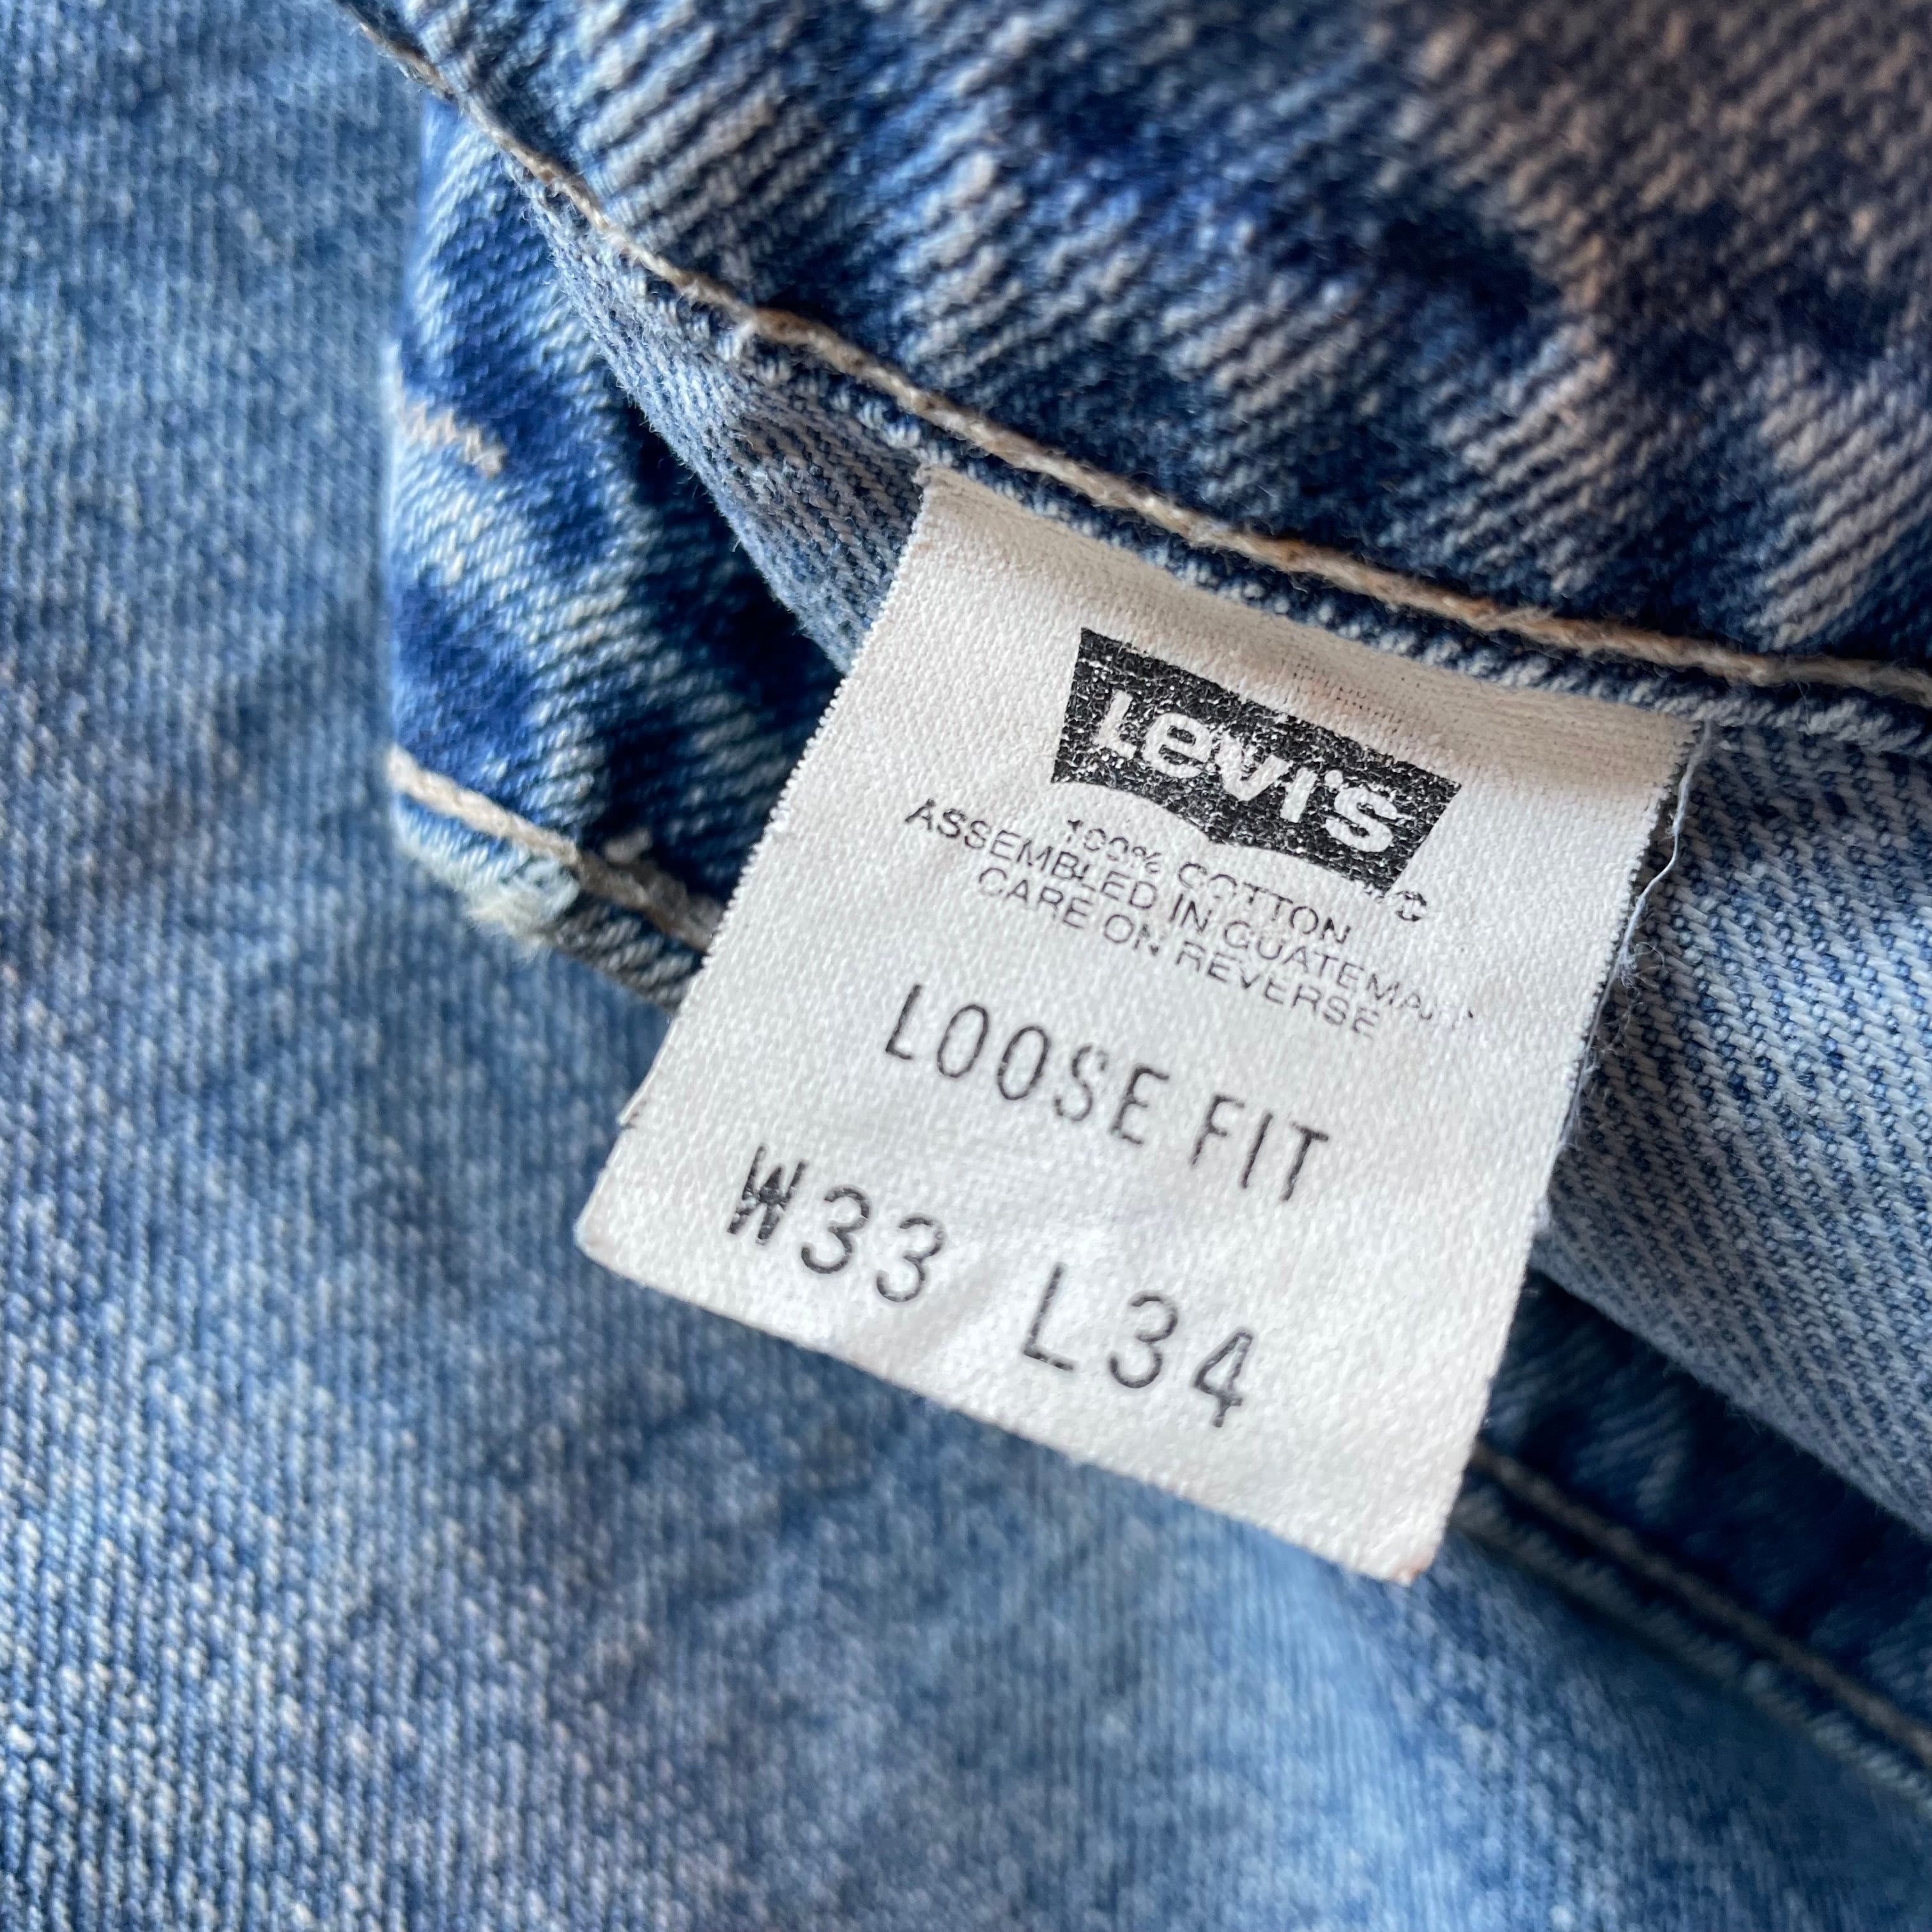 Levi's
100% COTTON
ASSEMBLED IN GUATEMALA
CARE ON REVERSE
LOOSE FIT
W33 L34